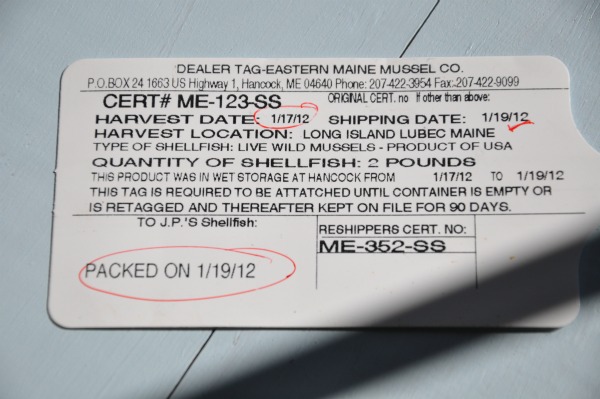 DEALER TAG-EASTERN MAINE MUSSEL CO.
P.O.BOX 24 1663 US Highway 1, Hancock, ME 04640 Phone: 207-422-3954 Fax:-207-422-9099
CERT# ME-123-SS ORIGINAL CERT. no If other than above:
HARVEST DATE: 1/17/12 SHIPPING DATE: 1/19/12
HARVEST LOCATION: LONG ISLAND LUBEC MAINE
TYPE OF SHELLFISH: LIVE WILD MUSSELS - PRODUCT OF USA
QUANTITY OF SHELLFISH: 2 POUNDS
THIS PRODUCT WAS IN WET STORAGE AT HANCOCK FROM 1/17/12 TO 1/19/12
THIS TAG IS REQUIRED TO BE ATTATCHED UNTIL CONTAINER IS EMPTY OR
IS RETAGGED AND THEREAFTER KEPT ON FILE FOR 90 DAYS.
TO J.P.'S Shellfish:
PACKED ON 1/19/12
RESHIPPERS CERT. NO:
ME-352-SS